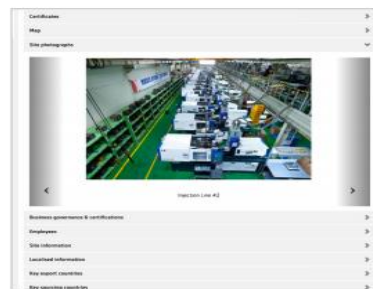 Certificates
Map
Site photographs
Injection Line #2
Business governance & certifications
Employees
Site information
Localised information
Key export countries
Key sourcing countries